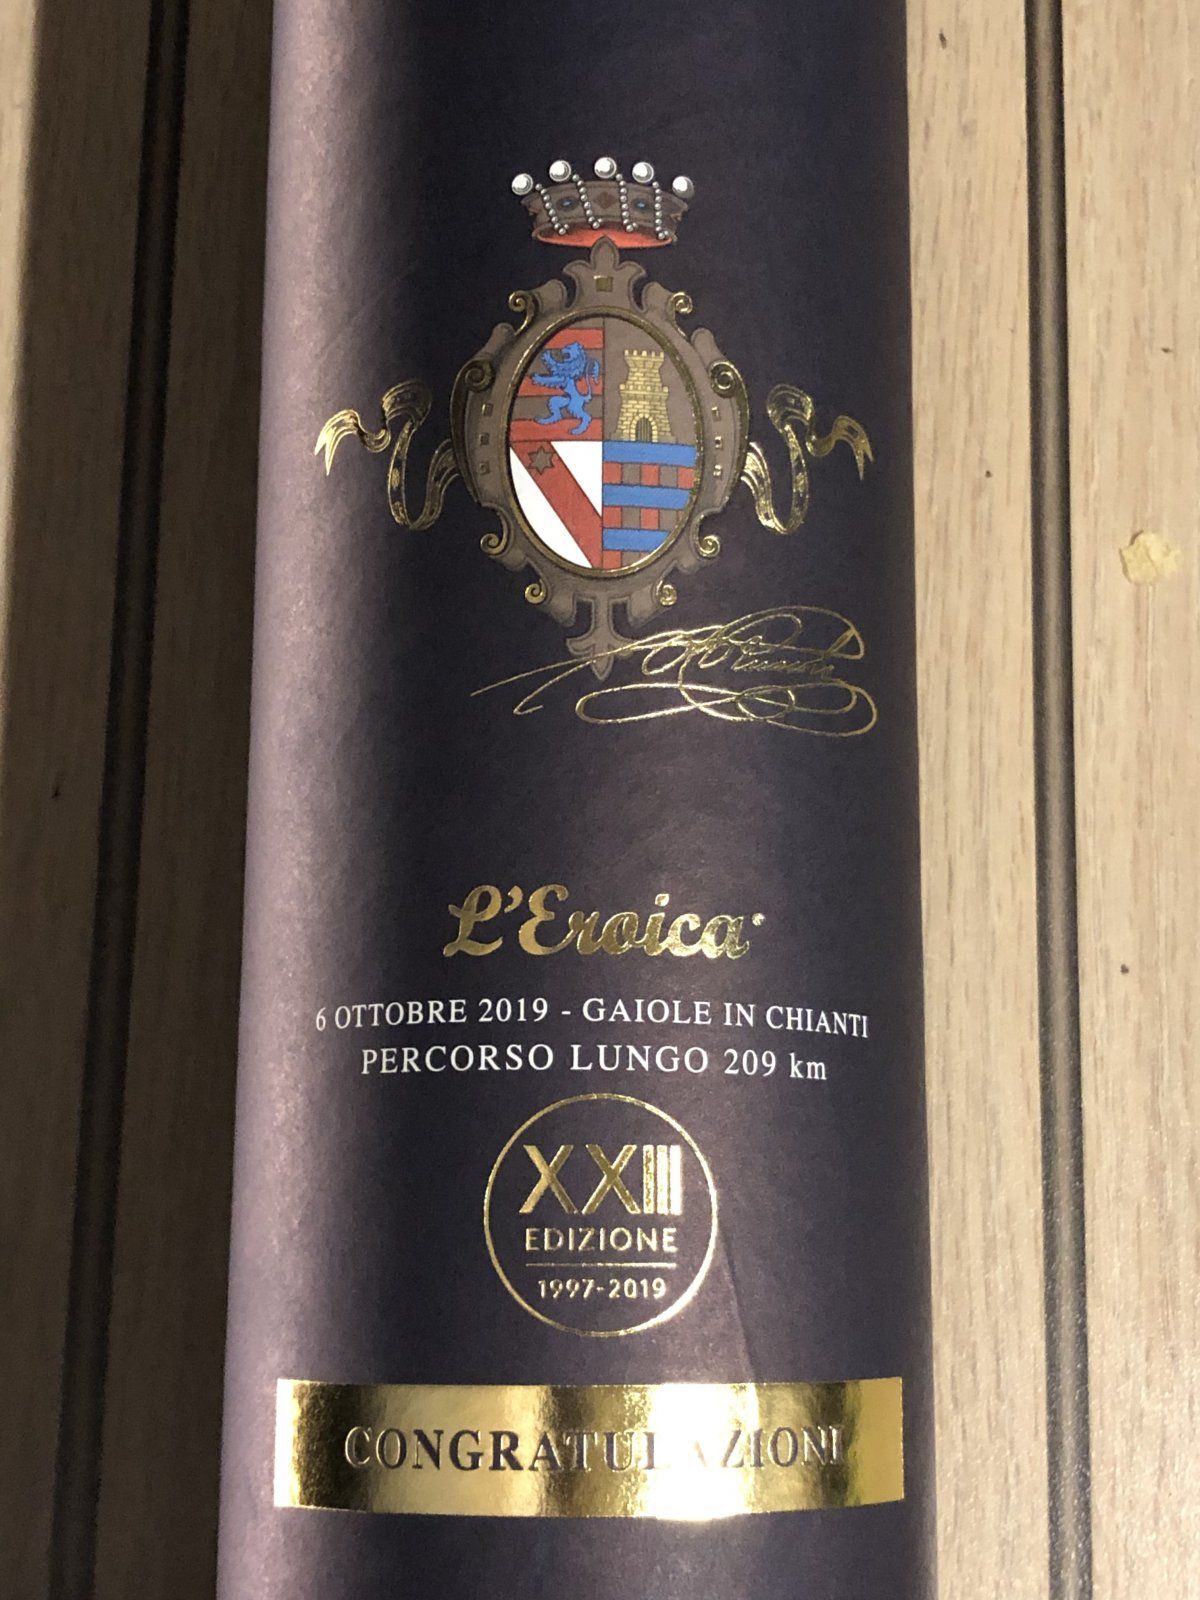 L'Eroica
6 OTTOBRE 2019 - GAIOLE IN CHIANTI
PERCORSO LUNGO 209 km
XXIII
EDIZIONE
1997-2019
CONGRATULAZIONI